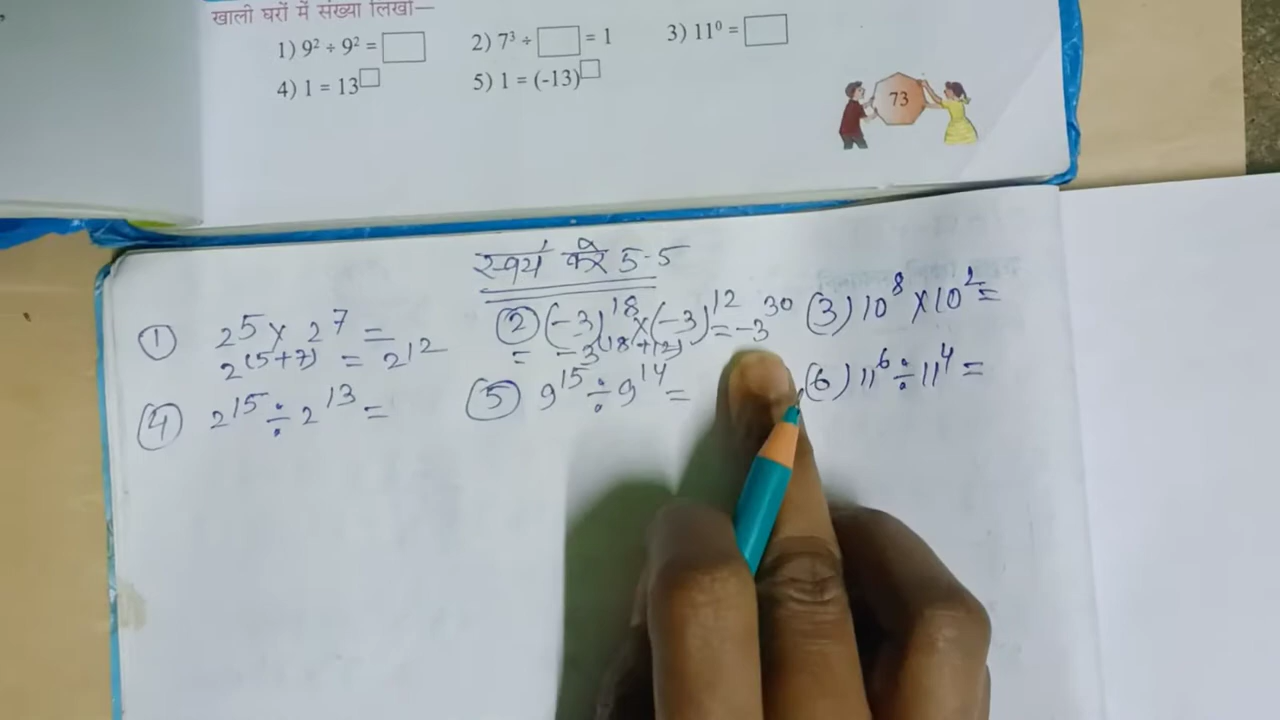 खाली घरों में संख्या लिखो—
1) 9² ÷ 9² = □ 2) 7³ ÷ □ = 1 3) 11⁰ = □
4) 1 = 13^□ 5) 1 = (-13)^□
73
स्वयं करे 5.5
① 2⁵ × 2⁷ = ② (-3)¹⁸ × (-3)¹² = -3³⁰ (3) 10⁸ × 10² =
2⁽⁵⁺⁷⁾ = 2¹² = -3⁽¹⁸⁺¹²⁾
④ 2¹⁵ ÷ 2¹³ = ⑤ 9¹⁵ ÷ 9¹⁴ = (6) 11⁶ ÷ 11⁴ =